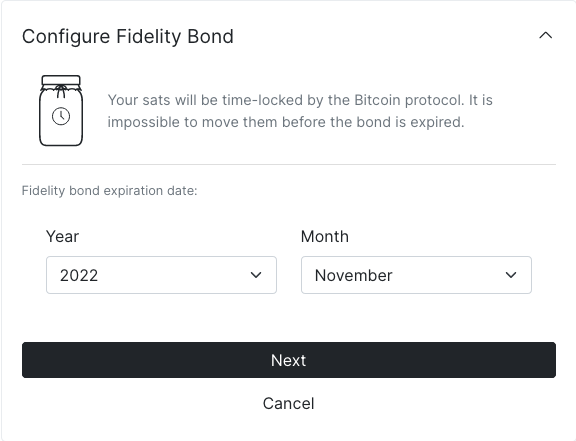 Configure Fidelity Bond
Your sats will be time-locked by the Bitcoin protocol. It is
impossible to move them before the bond is expired.
Fidelity bond expiration date:
Year
Month
2022
November
Next
Cancel